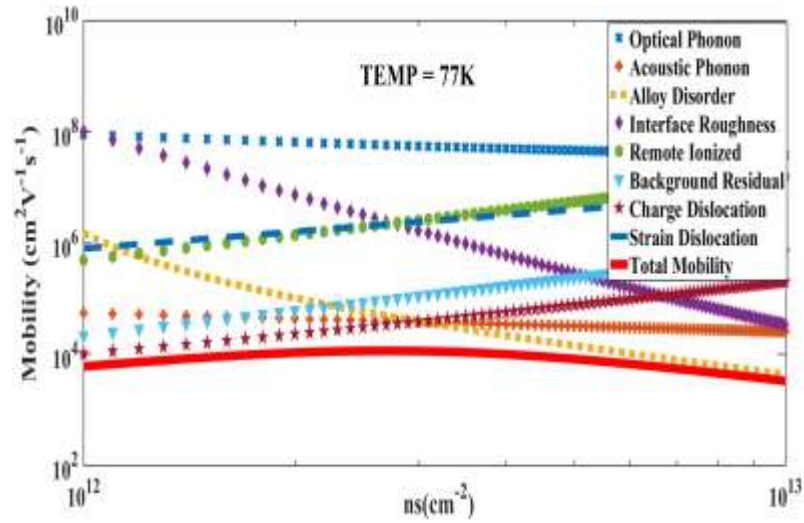 10^10
10^8
10^6
10^4
10^2
Mobility (cm^2V^-1s^-1)
TEMP = 77K
Optical Phonon
Acoustic Phonon
Alloy Disorder
Interface Roughness
Remote Ionized
Background Residual
Charge Dislocation
Strain Dislocation
Total Mobility
10^12
10^13
ns(cm^-2)